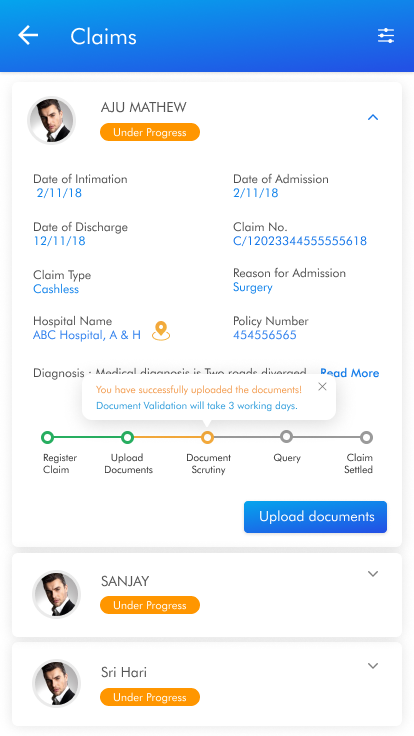 Claims
AJU MATHEW
Under Progress
Date of Intimation
2/11/18
Date of Admission
2/11/18
Date of Discharge
12/11/18
Claim No.
C/12023344555555618
Claim Type
Cashless
Reason for Admission
Surgery
Hospital Name
ABC Hospital, A & H
Policy Number
454556565
Diagnosis : Medical diagnosis is Two roads diverged Read More
You have successfully uploaded the documents!
Document Validation will take 3 working days.
Register
Claim
Upload
Documents
Document
Scrutiny
Query
Claim
Settled
Upload documents
SANJAY
Under Progress
Sri Hari
Under Progress